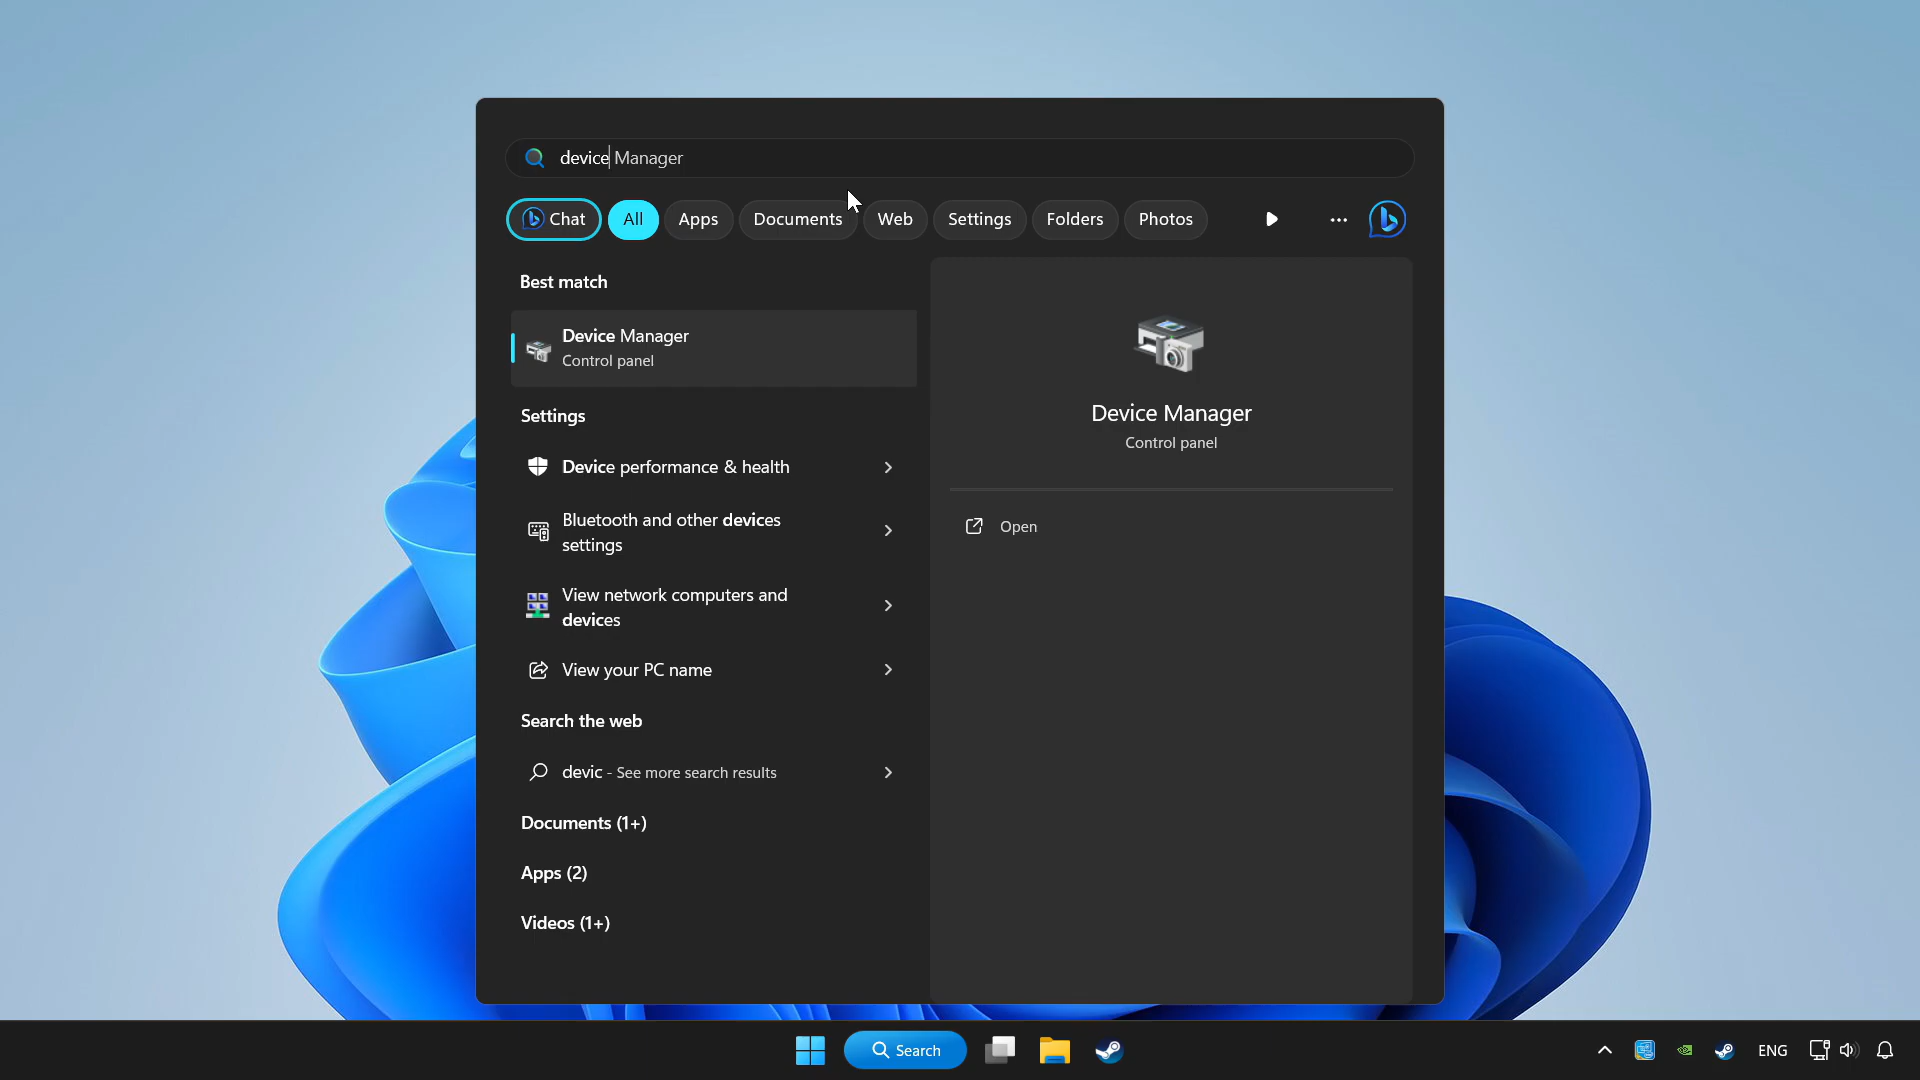 device Manager
Chat All Apps Documents Web Settings Folders Photos
Best match
Device Manager
Control panel
Settings
Device performance & health
Bluetooth and other devices
settings
View network computers and
devices
View your PC name
Search the web
devic - See more search results
Documents (1+)
Apps (2)
Videos (1+)
Device Manager
Control panel
Open
Search
ENG